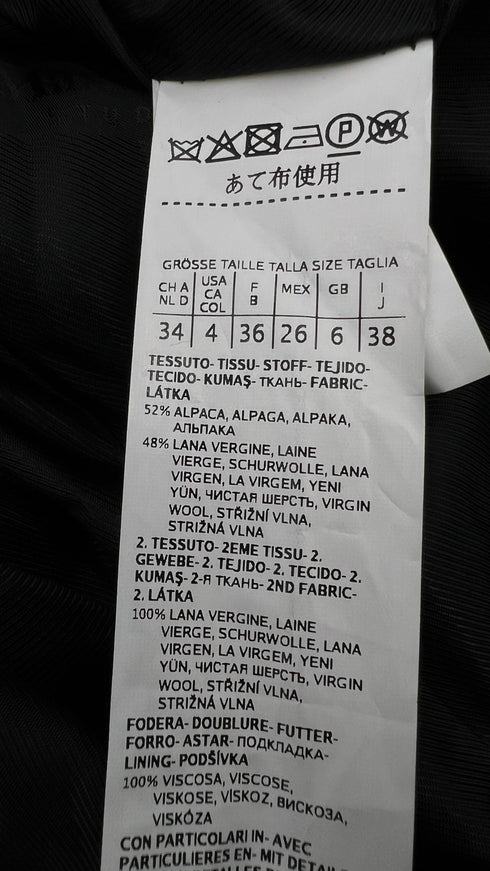 P W
あて布使用
GRÖSSE TAILLE TALLA SIZE TAGLIA
CH A NL D USA CA COL F B MEX GB I J
34 4 36 26 6 38
TESSUTO- TISSU- STOFF- TEJIDO-
TECIDO- KUMAŞ- ТКАНЬ- FABRIC-
LÁTKA
52% ALPACA, ALPAGA, ALPAKA,
АЛЬПАКА
48% LANA VERGINE, LAINE
VIERGE, SCHURWOLLE, LANA
VIRGEN, LA VIRGEM, YENI
YÜN, ЧИСТАЯ ШЕРСТЬ, VIRGIN
WOOL, STŘIŽNÍ VLNA,
STRIŽNÁ VLNA
2. TESSUTO- 2EME TISSU- 2.
GEWEBE- 2. TEJIDO- 2. TECIDO- 2.
KUMAŞ- 2-Я ТКАНЬ- 2ND FABRIC-
2. LÁTKA
100% LANA VERGINE, LAINE
VIERGE, SCHURWOLLE, LANA
VIRGEN, LA VIRGEM, YENI
YÜN, ЧИСТАЯ ШЕРСТЬ, VIRGIN
WOOL, STŘIŽNÍ VLNA,
STRIŽNÁ VLNA
FODERA- DOUBLURE- FUTTER-
FORRO- ASTAR- ПОДКЛАДКА-
LINING- PODŠÍVKA
100% VISCOSA, VISCOSE,
VISKOSE, VİSKOZ, ВИСКОЗА,
VISKÓZA
CON PARTICOLARI IN- AVEC
PARTICULIERES EN- MIT DETAIL